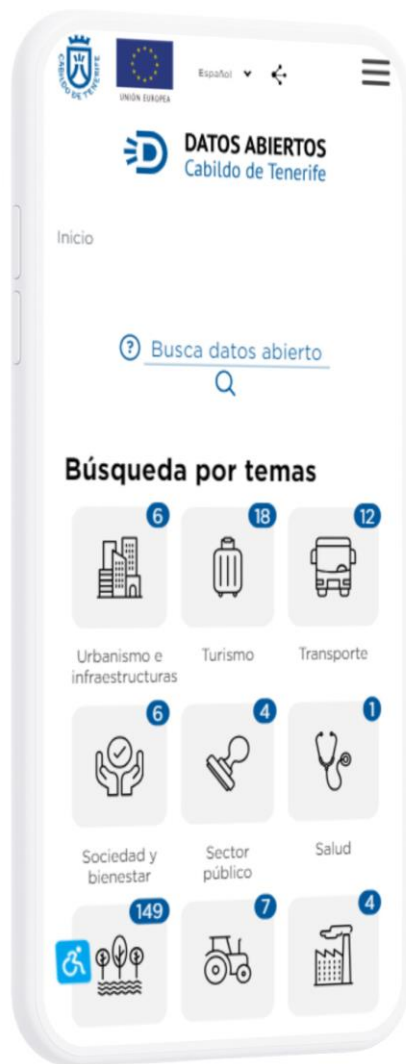 CABILDO DE TENERIFE
UNIÓN EUROPEA
Español
DATOS ABIERTOS
Cabildo de Tenerife
Inicio
? Busca datos abierto
Búsqueda por temas
6 18 12
Urbanismo e
infraestructuras
Turismo
Transporte
6 4 1
Sociedad y
bienestar
Sector
público
Salud
149 7 4